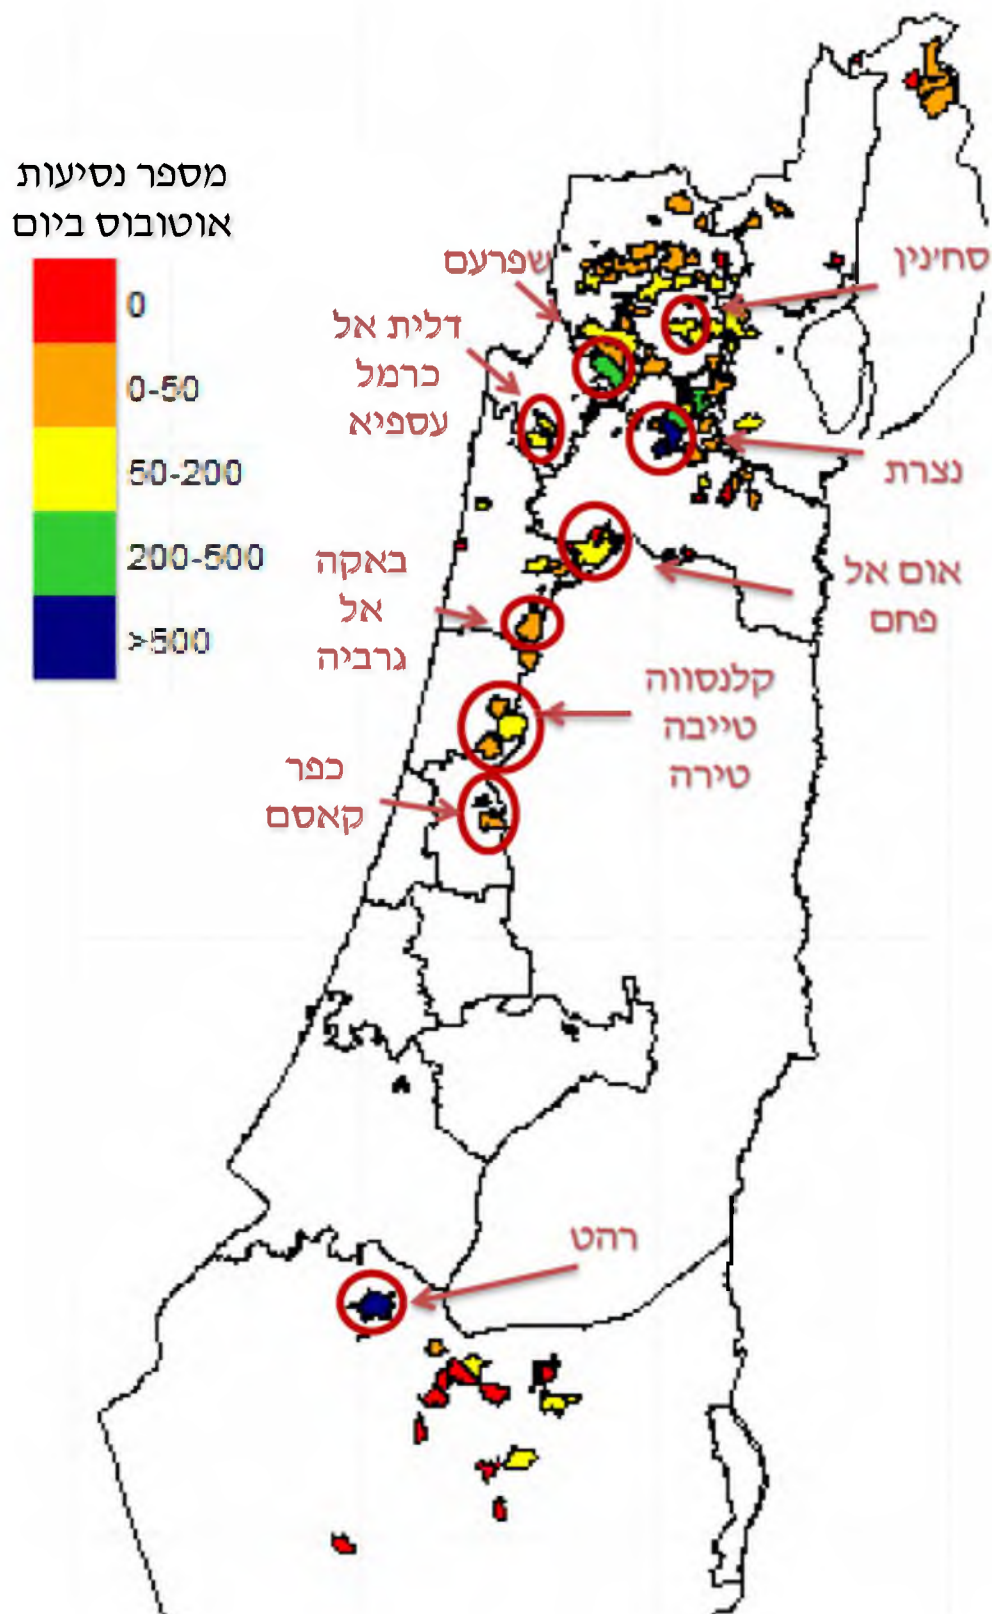 מספר נסיעות
אוטובוס ביום
0
0-50
50-200
200-500
>500
שפרעם
סחינין
דלית אל
כרמל
עספיא
נצרת
באקה
אל
גרביה
אום אל
פחם
קלנסווה
טייבה
טירה
כפר
קאסם
רהט